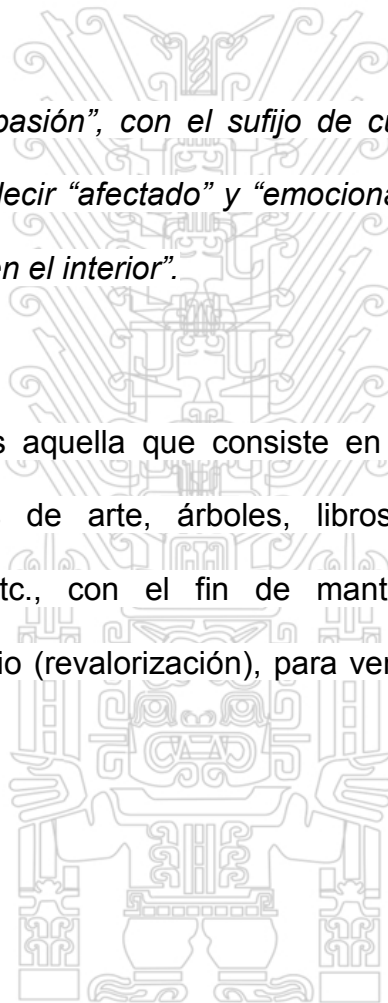 pasión”, con el sufijo de cu
decir “afectado” y “emociona
en el interior”.
s aquella que consiste en
de arte, árboles, libros
tc., con el fin de mant
io (revalorización), para ver